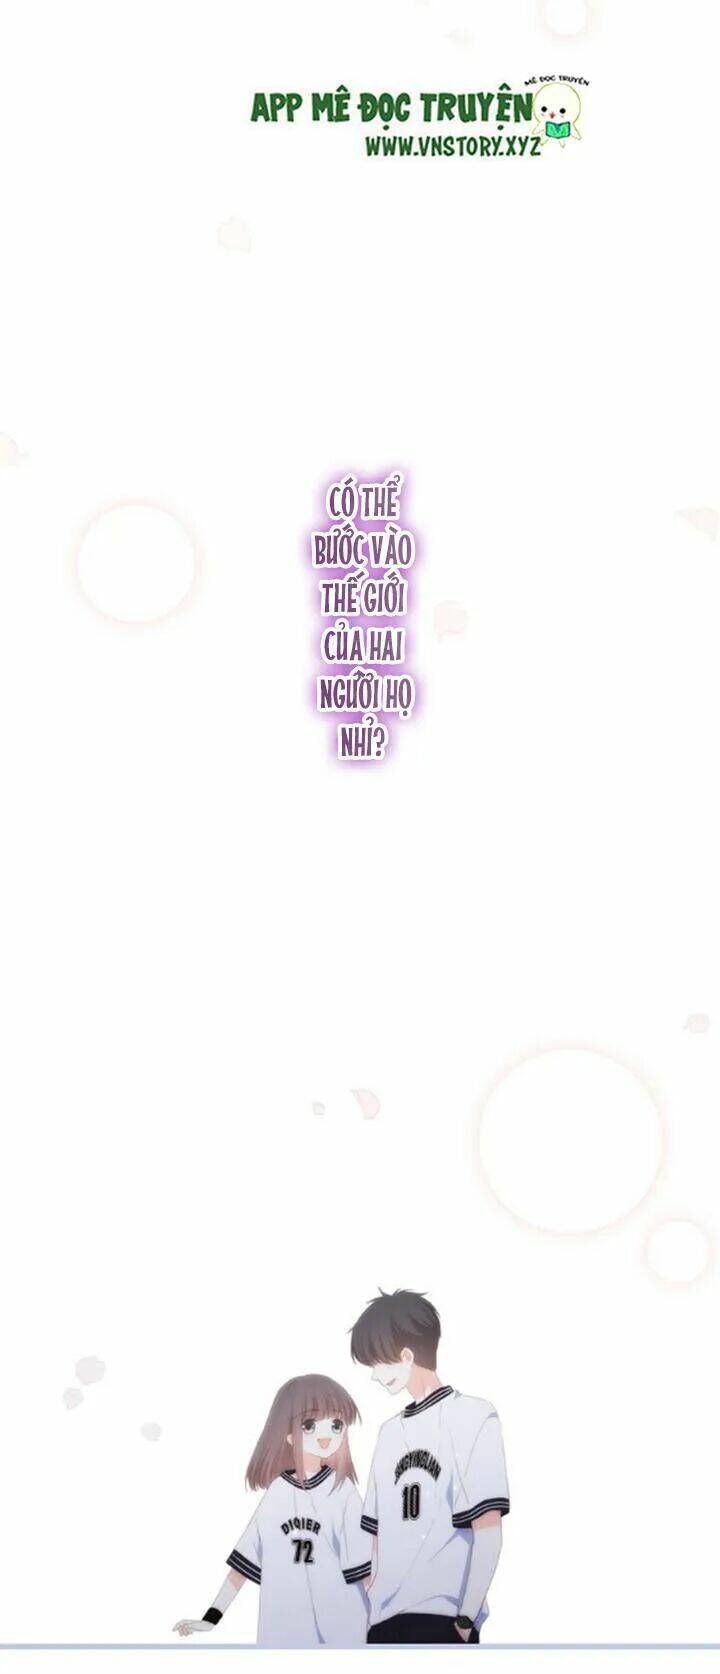 MÊ ĐỌC TRUYỆN
APP MÊ ĐỌC TRUYỆN
WWW.VNSTORY.XYZ
CÓ THỂ
BƯỚC VÀO
THẾ GIỚI
CỦA HAI
NGƯỜI HỌ
NHỈ?
DIQIER
72
10